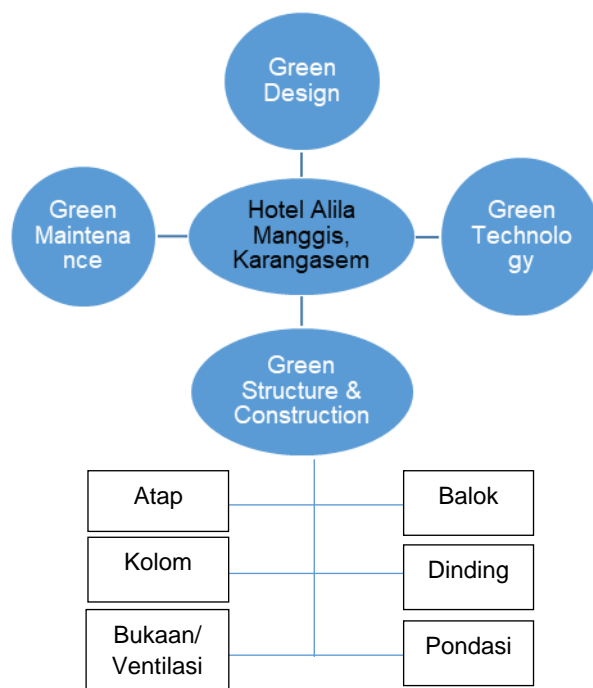 Green
Design
Green
Maintena
nce
Hotel Alila
Manggis,
Karangasem
Green
Technolo
gy
Green
Structure &
Construction
Atap
Balok
Kolom
Dinding
Bukaan/
Ventilasi
Pondasi